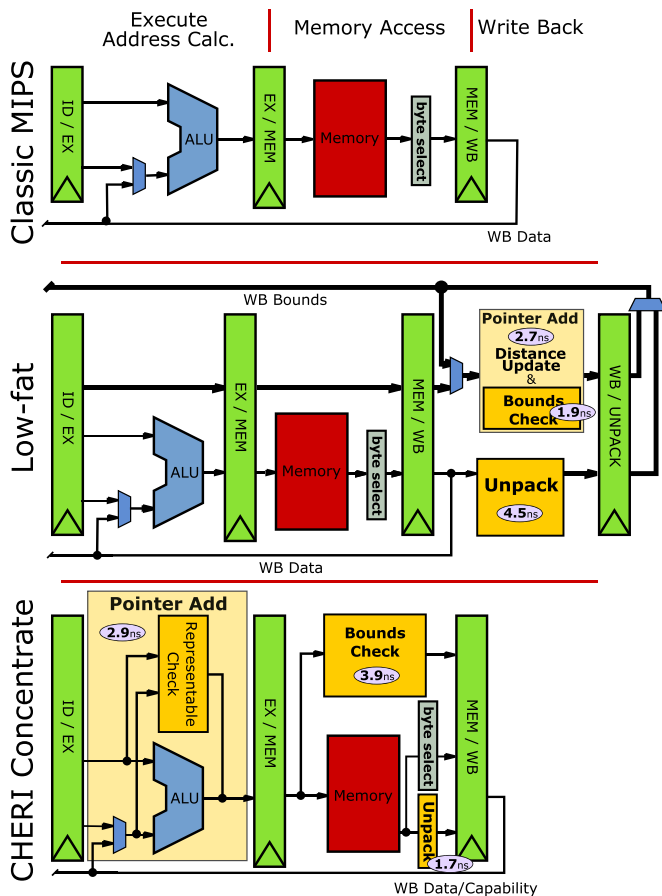 Execute
Address Calc.
Memory Access
Write Back
Classic MIPS
ID / EX
ALU
EX / MEM
Memory
byte select
MEM / WB
WB Data
Low-fat
WB Bounds
ID / EX
ALU
EX / MEM
Memory
byte select
MEM / WB
Pointer Add
2.7ns
Distance
Update
&
Bounds
Check
1.9ns
Unpack
4.5ns
WB / UNPACK
WB Data
CHERI Concentrate
ID / EX
Pointer Add
2.9ns
Representable
Check
ALU
EX / MEM
Bounds
Check
3.9ns
Memory
byte select
Unpack
1.7ns
MEM / WB
WB Data/Capability